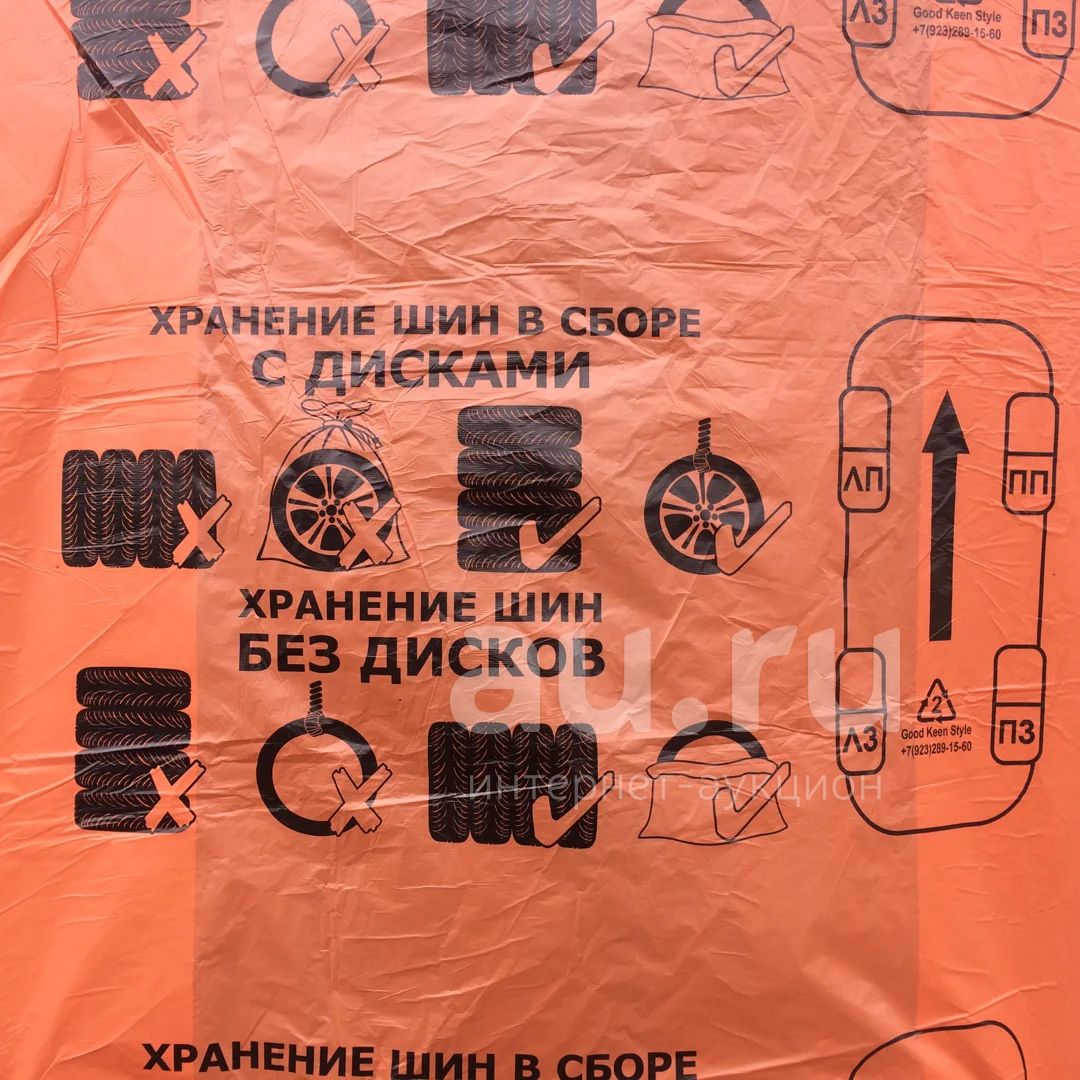 ЛЗ
Good Keen Style
+7(923)289-15-60
ПЗ
ХРАНЕНИЕ ШИН В СБОРЕ
С ДИСКАМИ
ЛП
ПП
ХРАНЕНИЕ ШИН
БЕЗ ДИСКОВ
au.ru
интернет-аукцион
ЛЗ
2
Good Keen Style
+7(923)289-15-60
ПЗ
ХРАНЕНИЕ ШИН В СБОРЕ